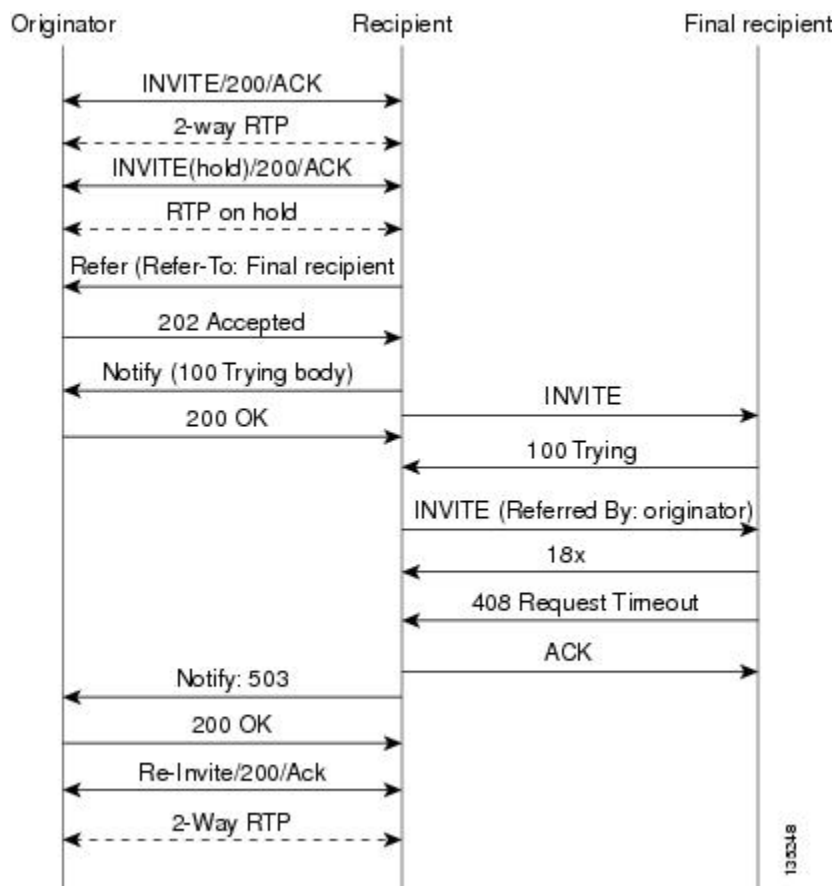 Originator Recipient Final recipient
INVITE/200/ACK
2-way RTP
INVITE(hold)/200/ACK
RTP on hold
Refer (Refer-To: Final recipient
202 Accepted
Notify (100 Trying body)
INVITE
200 OK
100 Trying
INVITE (Referred By: originator)
18x
408 Request Timeout
ACK
Notify: 503
200 OK
Re-Invite/200/Ack
2-Way RTP
135248